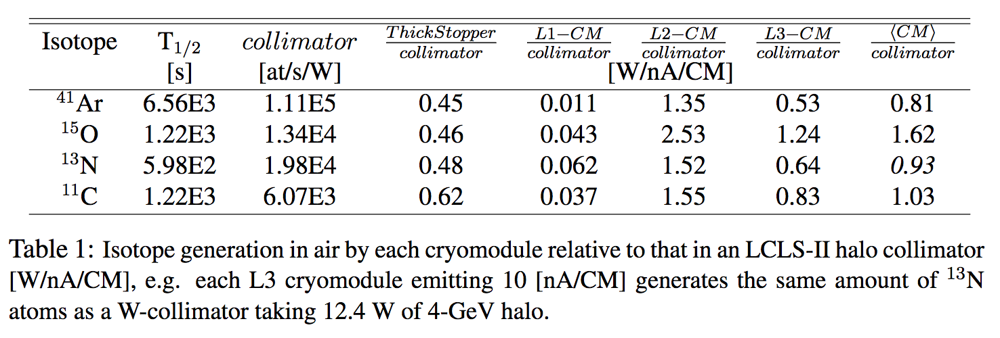 Isotope T1/2 collimator ThickStopper/collimator L1−CM/collimator L2−CM/collimator L3−CM/collimator ⟨CM⟩/collimator
[s] [at/s/W] [W/nA/CM]
41Ar 6.56E3 1.11E5 0.45 0.011 1.35 0.53 0.81
15O 1.22E3 1.34E4 0.46 0.043 2.53 1.24 1.62
13N 5.98E2 1.98E4 0.48 0.062 1.52 0.64 0.93
11C 1.22E3 6.07E3 0.62 0.037 1.55 0.83 1.03
Table 1: Isotope generation in air by each cryomodule relative to that in an LCLS-II halo collimator
[W/nA/CM], e.g. each L3 cryomodule emitting 10 [nA/CM] generates the same amount of 13N
atoms as a W-collimator taking 12.4 W of 4-GeV halo.